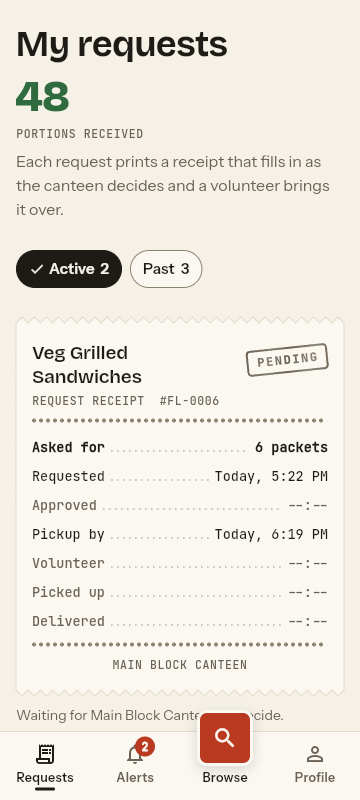 My requests
48
PORTIONS RECEIVED
Each request prints a receipt that fills in as
the canteen decides and a volunteer brings
it over.
Active 2
Past 3
Veg Grilled
Sandwiches
PENDING
REQUEST RECEIPT #FL-0006
Asked for 6 packets
Requested Today, 5:22 PM
Approved --:--
Pickup by Today, 6:19 PM
Volunteer --:--
Picked up --:--
Delivered --:--
MAIN BLOCK CANTEEN
Waiting for Main Block Cante ecide.
2
Requests
Alerts
Browse
Profile